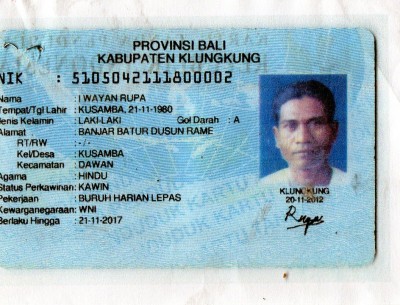 PROVINSI BALI
KABUPATEN KLUNGKUNG
NIK : 5105042111800002
Nama : I WAYAN RUPA
Tempat/Tgl Lahir : KUSAMBA, 21-11-1980
Jenis Kelamin : LAKI-LAKI Gol Darah : A
Alamat : BANJAR BATUR DUSUN RAME
RT/RW : -/-
Kel/Desa : KUSAMBA
Kecamatan : DAWAN
Agama : HINDU
Status Perkawinan : KAWIN
Pekerjaan : BURUH HARIAN LEPAS
Kewarganegaraan : WNI
Berlaku Hingga : 21-11-2017
KLUNGKUNG
20-11-2012
Rupa